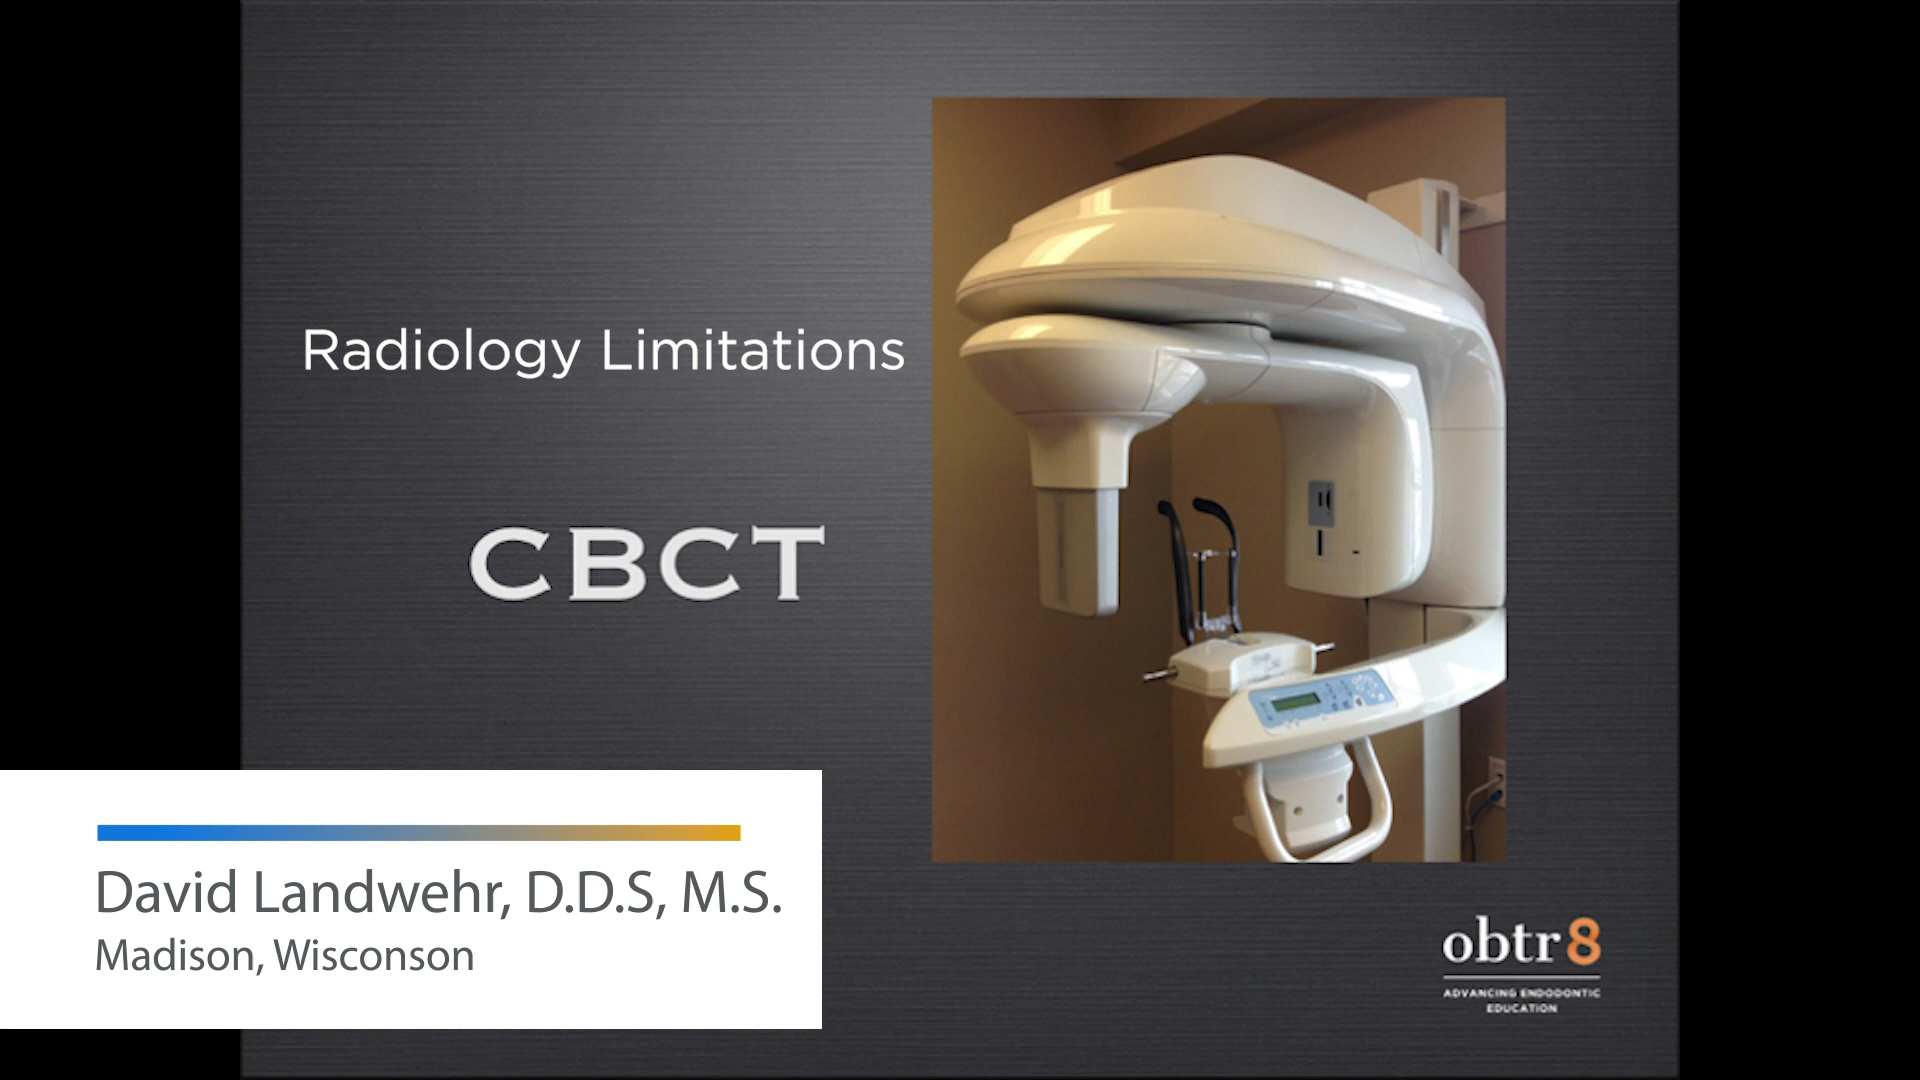 Radiology Limitations
CBCT
David Landwehr, D.D.S, M.S.
Madison, Wisconson
obtr8
ADVANCING ENDODONTIC
EDUCATION